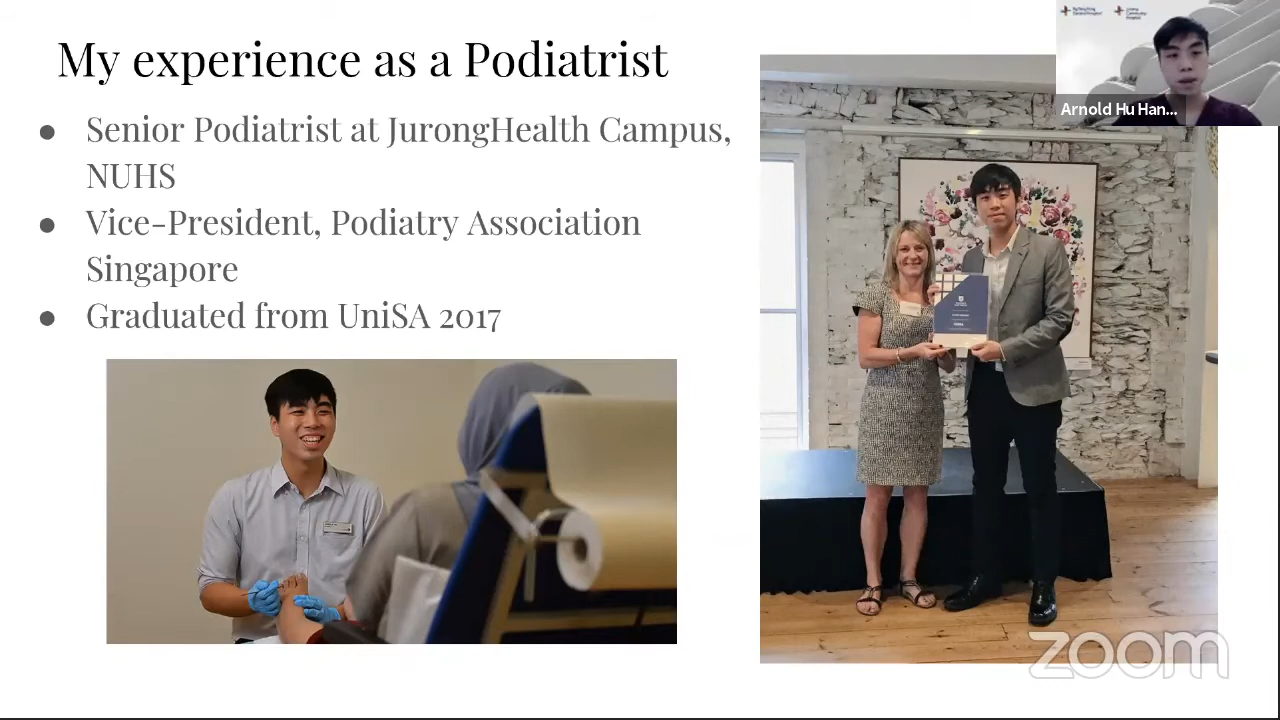 My experience as a Podiatrist
● Senior Podiatrist at JurongHealth Campus,
NUHS
● Vice-President, Podiatry Association
Singapore
● Graduated from UniSA 2017
Arnold Hu Han...
zoom